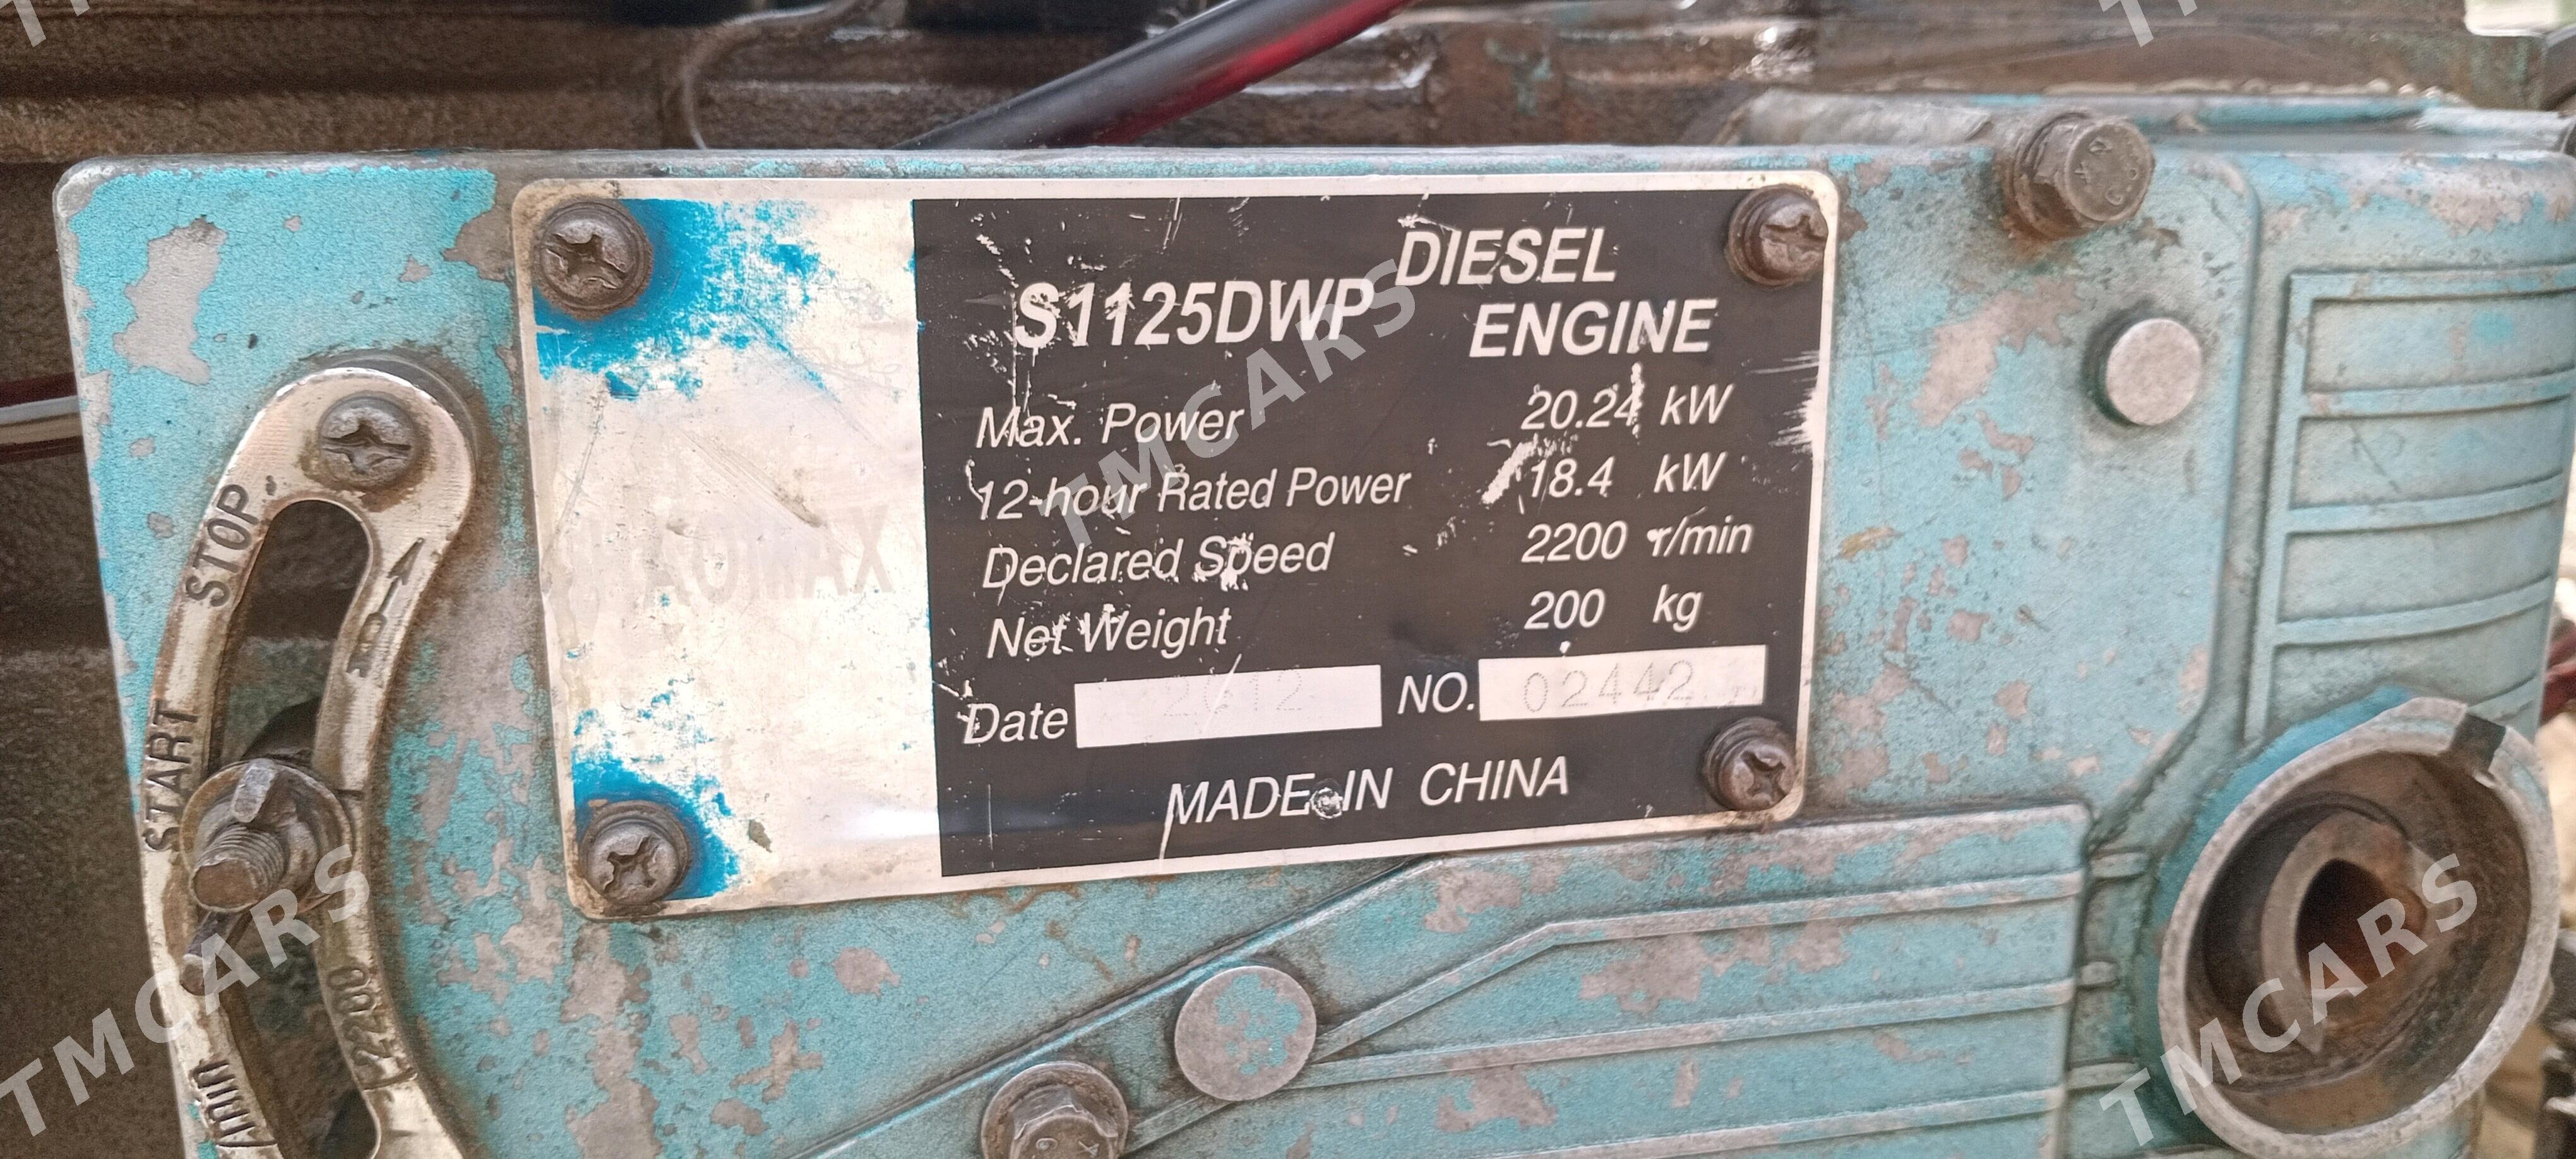 S1125DWP DIESEL ENGINE
Max. Power 20.24 kW
12-hour Rated Power 18.4 kW
Declared Speed 2200 r/min
Net Weight 200 kg
Date 2012 NO. 02442
MADE IN CHINA
STOP
START
2200
r/min
TMCARS
TMCARS
TMCARS